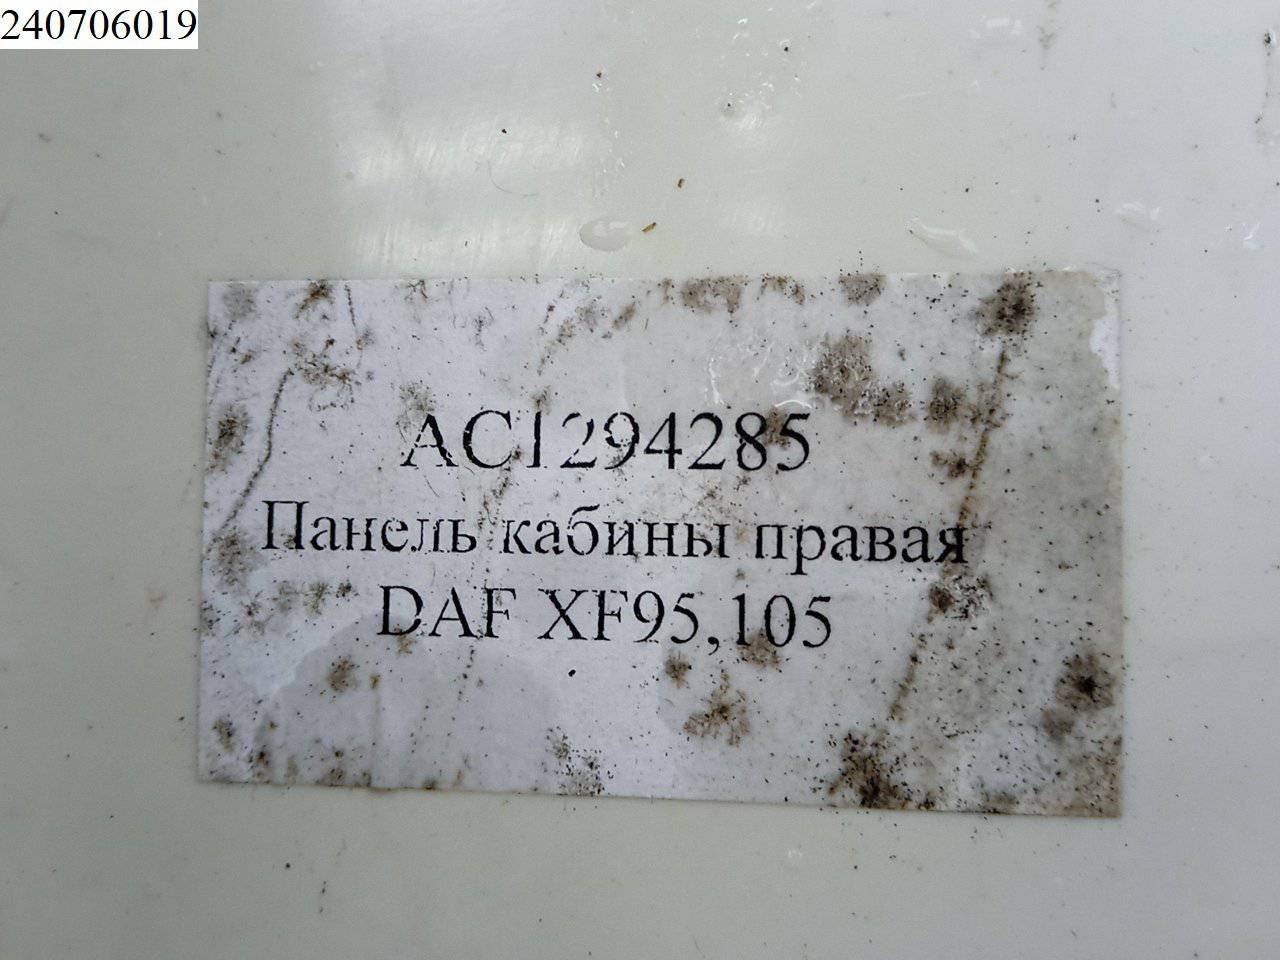 240706019
AC1294285
Панель кабины правая
DAF XF95,105